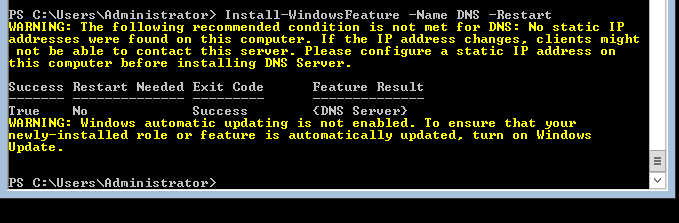 PS C:\Users\Administrator> Install-WindowsFeature -Name DNS -Restart
WARNING: The following recommended condition is not met for DNS: No static IP
addresses were found on this computer. If the IP address changes, clients might
not be able to contact this server. Please configure a static IP address on
this computer before installing DNS Server.
Success Restart Needed Exit Code Feature Result
------- -------------- --------- --------------
True No Success {DNS Server}
WARNING: Windows automatic updating is not enabled. To ensure that your
newly-installed role or feature is automatically updated, turn on Windows
Update.
PS C:\Users\Administrator>